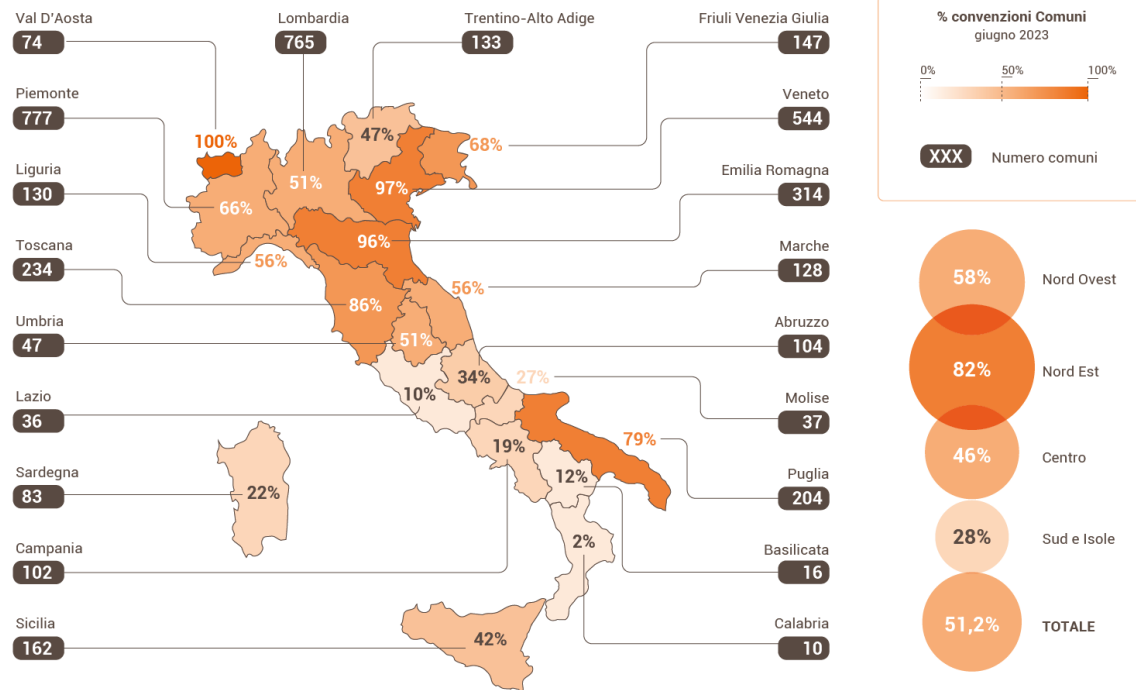 Val D'Aosta
74
Lombardia
765
Trentino-Alto Adige
133
Friuli Venezia Giulia
147
Piemonte
777
Veneto
544
Liguria
130
Emilia Romagna
314
Toscana
234
Marche
128
Umbria
47
Abruzzo
104
Lazio
36
Molise
37
Sardegna
83
Puglia
204
Campania
102
Basilicata
16
Sicilia
162
Calabria
10
100%
47%
68%
51%
97%
66%
96%
56%
56%
86%
51%
34%
27%
10%
79%
19%
12%
22%
2%
42%
% convenzioni Comuni
giugno 2023
0% 50% 100%
XXX Numero comuni
58% Nord Ovest
82% Nord Est
46% Centro
28% Sud e Isole
51,2% TOTALE